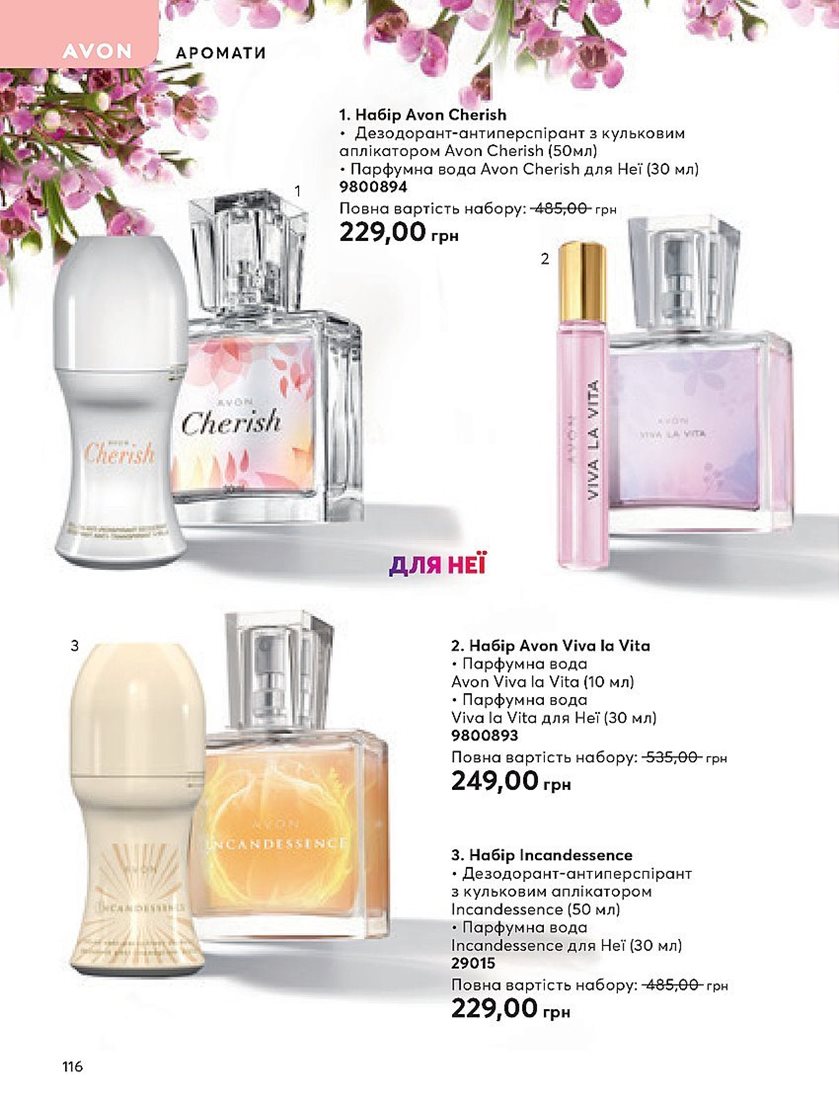 AVON
АРОМАТИ
1. Набір Avon Cherish
• Дезодорант-антиперспірант з кульковим
аплікатором Avon Cherish (50мл)
• Парфумна вода Avon Cherish для Неї (30 мл)
9800894
Повна вартість набору: 485,00 грн
229,00 грн
1
2
AVON
Cherish
30ml
AVON
Cherish
AVON
VIVA LA VITA
AVON
VIVA LA VITA
ДЛЯ НЕЇ
3
AVON
INCANDESSENCE
AVON
INCANDESSENCE
2. Набір Avon Viva la Vita
• Парфумна вода
Avon Viva la Vita (10 мл)
• Парфумна вода
Viva la Vita для Неї (30 мл)
9800893
Повна вартість набору: 535,00 грн
249,00 грн
3. Набір Incandessence
• Дезодорант-антиперспірант
з кульковим аплікатором
Incandessence (50 мл)
• Парфумна вода
Incandessence для Неї (30 мл)
29015
Повна вартість набору: 485,00 грн
229,00 грн
116